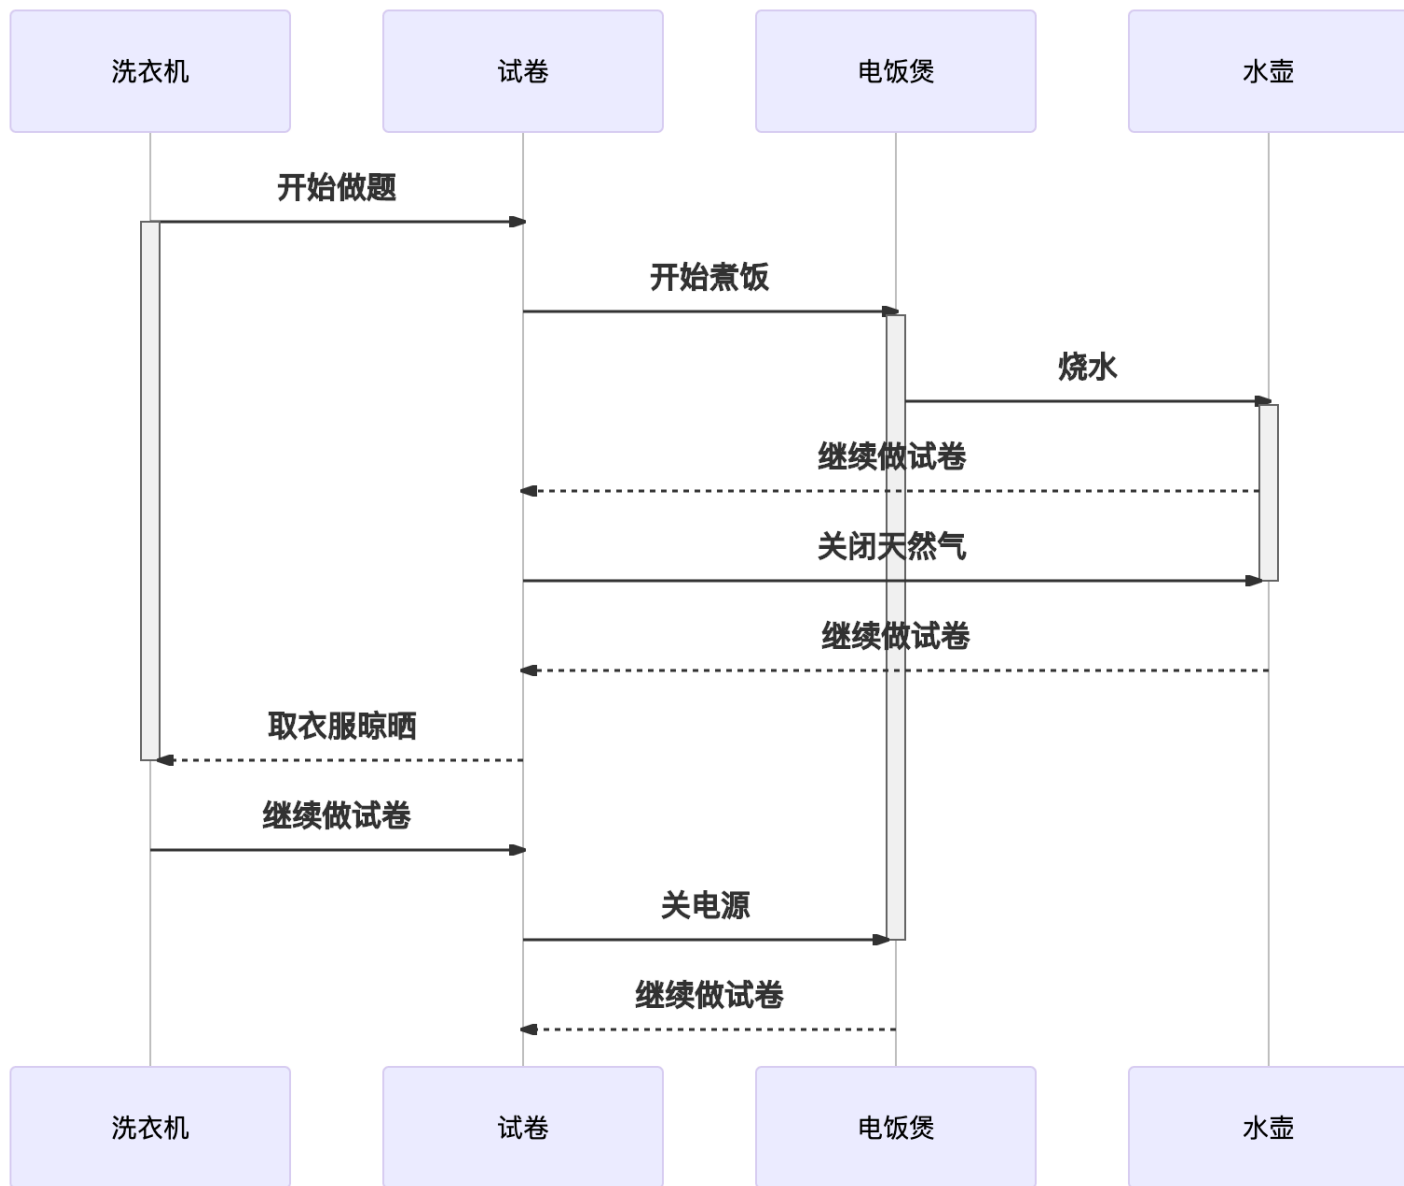 洗衣机
试卷
电饭煲
水壶
开始做题
开始煮饭
烧水
继续做试卷
关闭天然气
继续做试卷
取衣服晾晒
继续做试卷
关电源
继续做试卷
洗衣机
试卷
电饭煲
水壶